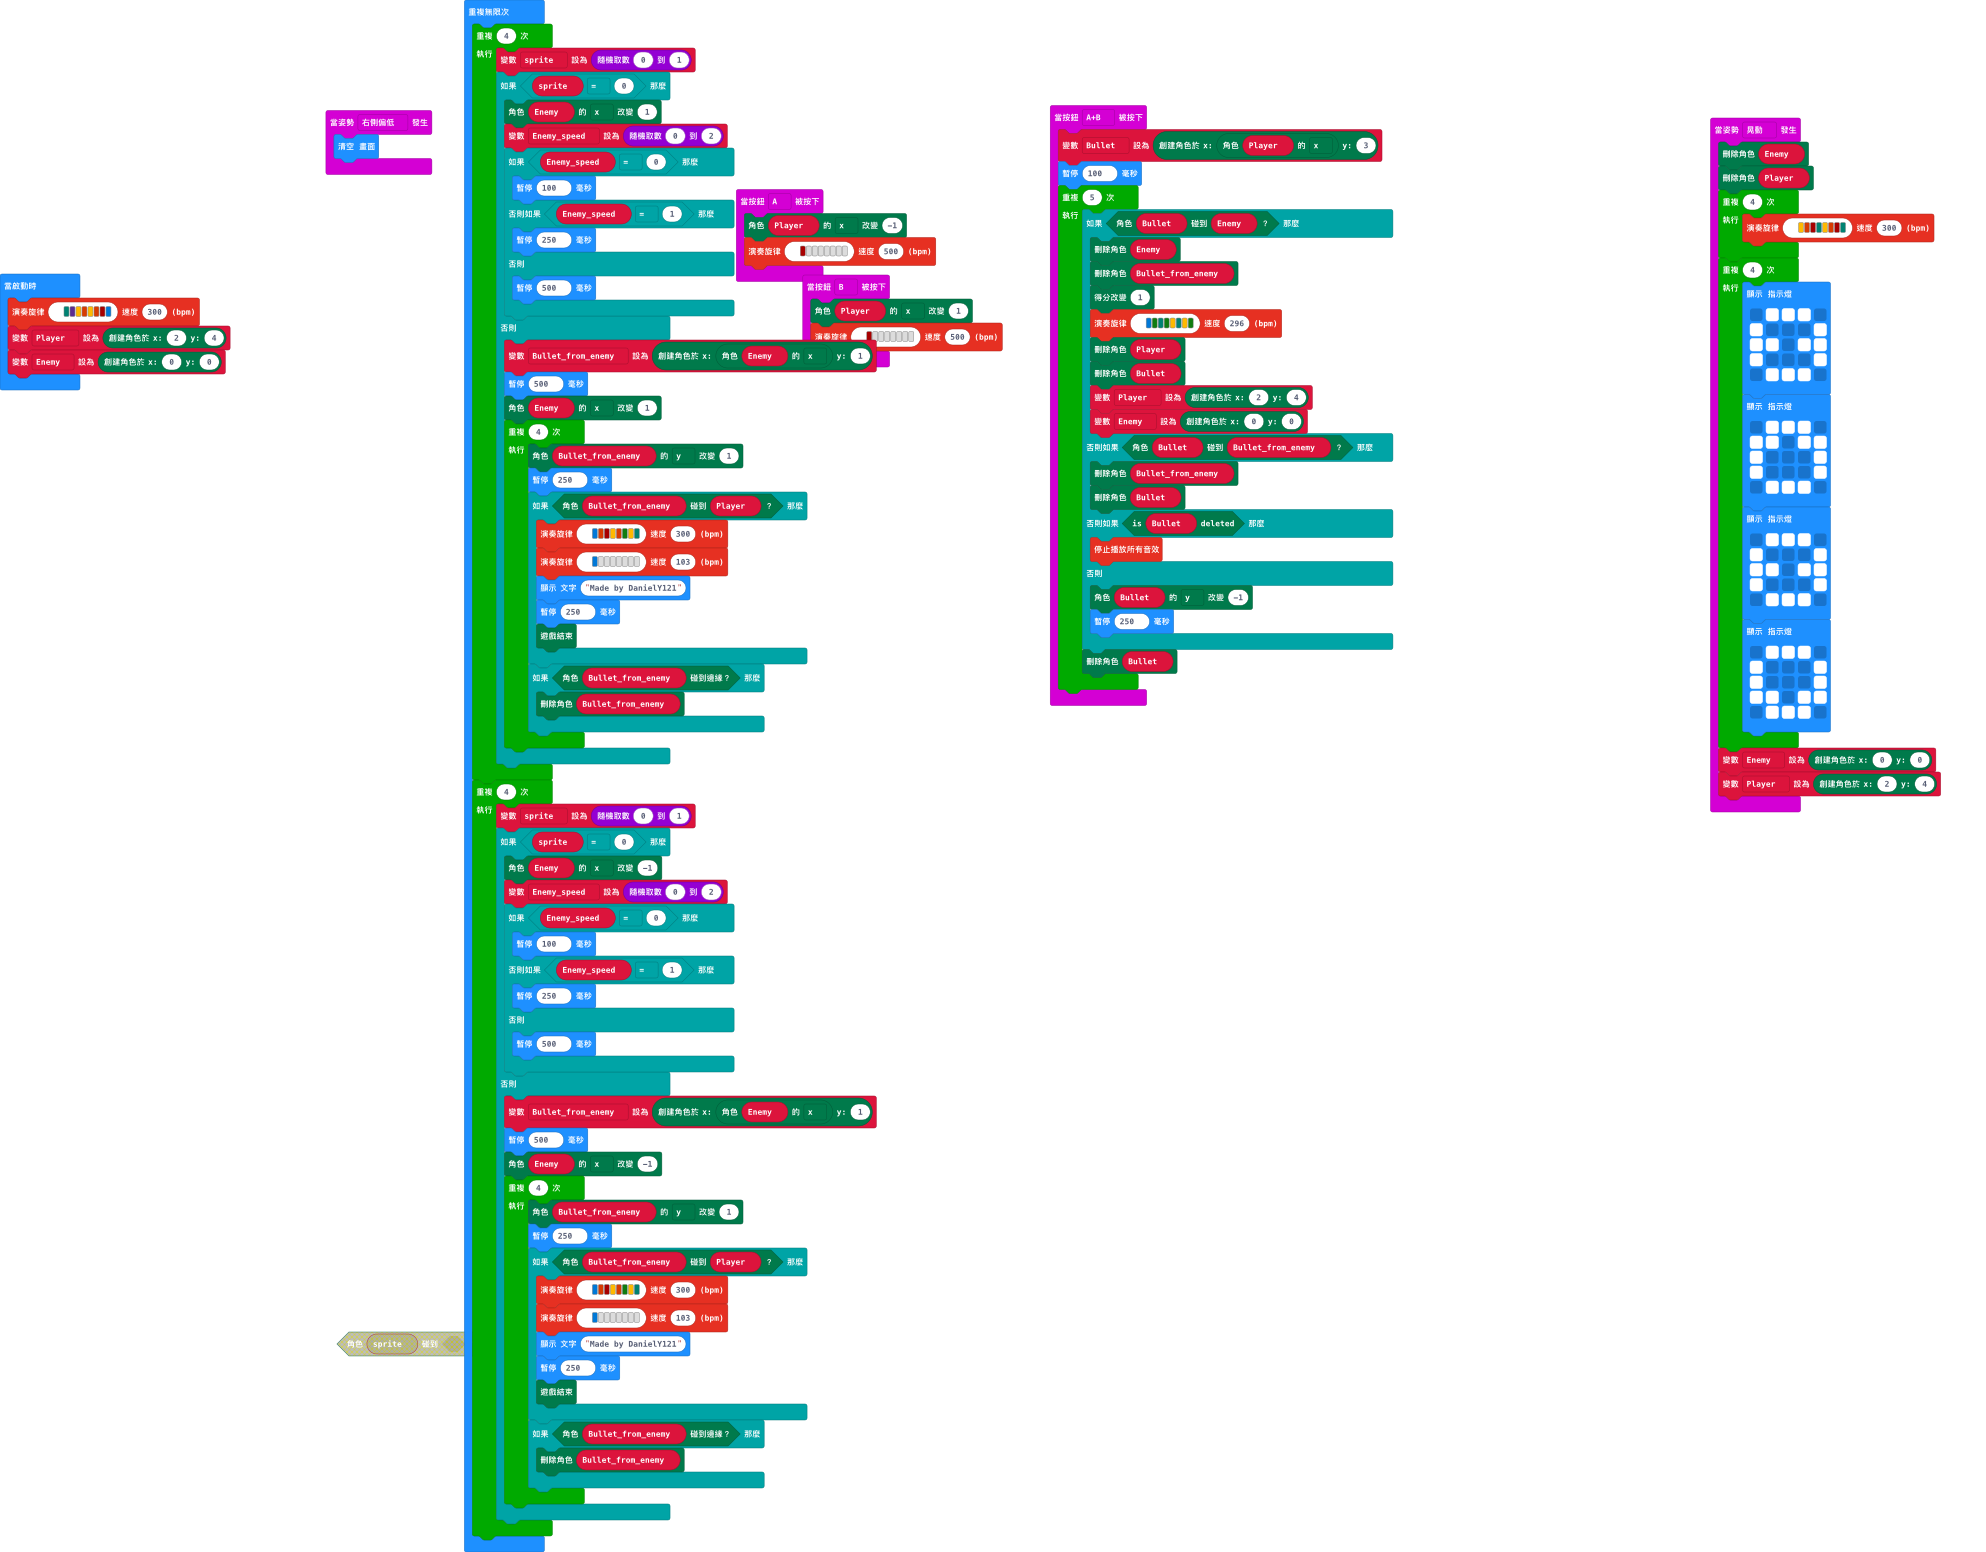 當啟動時
演奏旋律 速度 300 (bpm)
變數 Player 設為 創建角色於 x: 2 y: 4
變數 Enemy 設為 創建角色於 x: 0 y: 0
當姿勢 右側偏低 發生
清空 畫面
角色 sprite 碰到
重複無限次
重複 4 次
執行
變數 sprite 設為 隨機取數 0 到 1
如果 sprite = 0 那麼
角色 Enemy 的 x 改變 1
變數 Enemy_speed 設為 隨機取數 0 到 2
如果 Enemy_speed = 0 那麼
暫停 100 毫秒
否則如果 Enemy_speed = 1 那麼
暫停 250 毫秒
否則
暫停 500 毫秒
否則
變數 Bullet_from_enemy 設為 創建角色於 x: 角色 Enemy 的 x y: 1
暫停 500 毫秒
角色 Enemy 的 x 改變 1
重複 4 次
執行
角色 Bullet_from_enemy 的 y 改變 1
暫停 250 毫秒
如果 角色 Bullet_from_enemy 碰到 Player ? 那麼
演奏旋律 速度 300 (bpm)
演奏旋律 速度 103 (bpm)
顯示 文字 "Made by DanielY121"
暫停 250 毫秒
遊戲結束
如果 角色 Bullet_from_enemy 碰到邊緣？ 那麼
刪除角色 Bullet_from_enemy
重複 4 次
執行
變數 sprite 設為 隨機取數 0 到 1
如果 sprite = 0 那麼
角色 Enemy 的 x 改變 -1
變數 Enemy_speed 設為 隨機取數 0 到 2
如果 Enemy_speed = 0 那麼
暫停 100 毫秒
否則如果 Enemy_speed = 1 那麼
暫停 250 毫秒
否則
暫停 500 毫秒
否則
變數 Bullet_from_enemy 設為 創建角色於 x: 角色 Enemy 的 x y: 1
暫停 500 毫秒
角色 Enemy 的 x 改變 -1
重複 4 次
執行
角色 Bullet_from_enemy 的 y 改變 1
暫停 250 毫秒
如果 角色 Bullet_from_enemy 碰到 Player ? 那麼
演奏旋律 速度 300 (bpm)
演奏旋律 速度 103 (bpm)
顯示 文字 "Made by DanielY121"
暫停 250 毫秒
遊戲結束
如果 角色 Bullet_from_enemy 碰到邊緣？ 那麼
刪除角色 Bullet_from_enemy
當按鈕 A 被按下
角色 Player 的 x 改變 -1
演奏旋律 速度 500 (bpm)
當按鈕 B 被按下
角色 Player 的 x 改變 1
演奏旋律 速度 500 (bpm)
當按鈕 A+B 被按下
變數 Bullet 設為 創建角色於 x: 角色 Player 的 x y: 3
暫停 100 毫秒
重複 5 次
執行
如果 角色 Bullet 碰到 Enemy ? 那麼
刪除角色 Enemy
刪除角色 Bullet_from_enemy
得分改變 1
演奏旋律 速度 296 (bpm)
刪除角色 Player
刪除角色 Bullet
變數 Player 設為 創建角色於 x: 2 y: 4
變數 Enemy 設為 創建角色於 x: 0 y: 0
否則如果 角色 Bullet 碰到 Bullet_from_enemy ? 那麼
刪除角色 Bullet_from_enemy
刪除角色 Bullet
否則如果 is Bullet deleted 那麼
停止播放所有音效
否則
角色 Bullet 的 y 改變 -1
暫停 250 毫秒
刪除角色 Bullet
當姿勢 晃動 發生
刪除角色 Enemy
刪除角色 Player
重複 4 次
執行
演奏旋律 速度 300 (bpm)
重複 4 次
執行
顯示 指示燈
顯示 指示燈
顯示 指示燈
顯示 指示燈
變數 Enemy 設為 創建角色於 x: 0 y: 0
變數 Player 設為 創建角色於 x: 2 y: 4